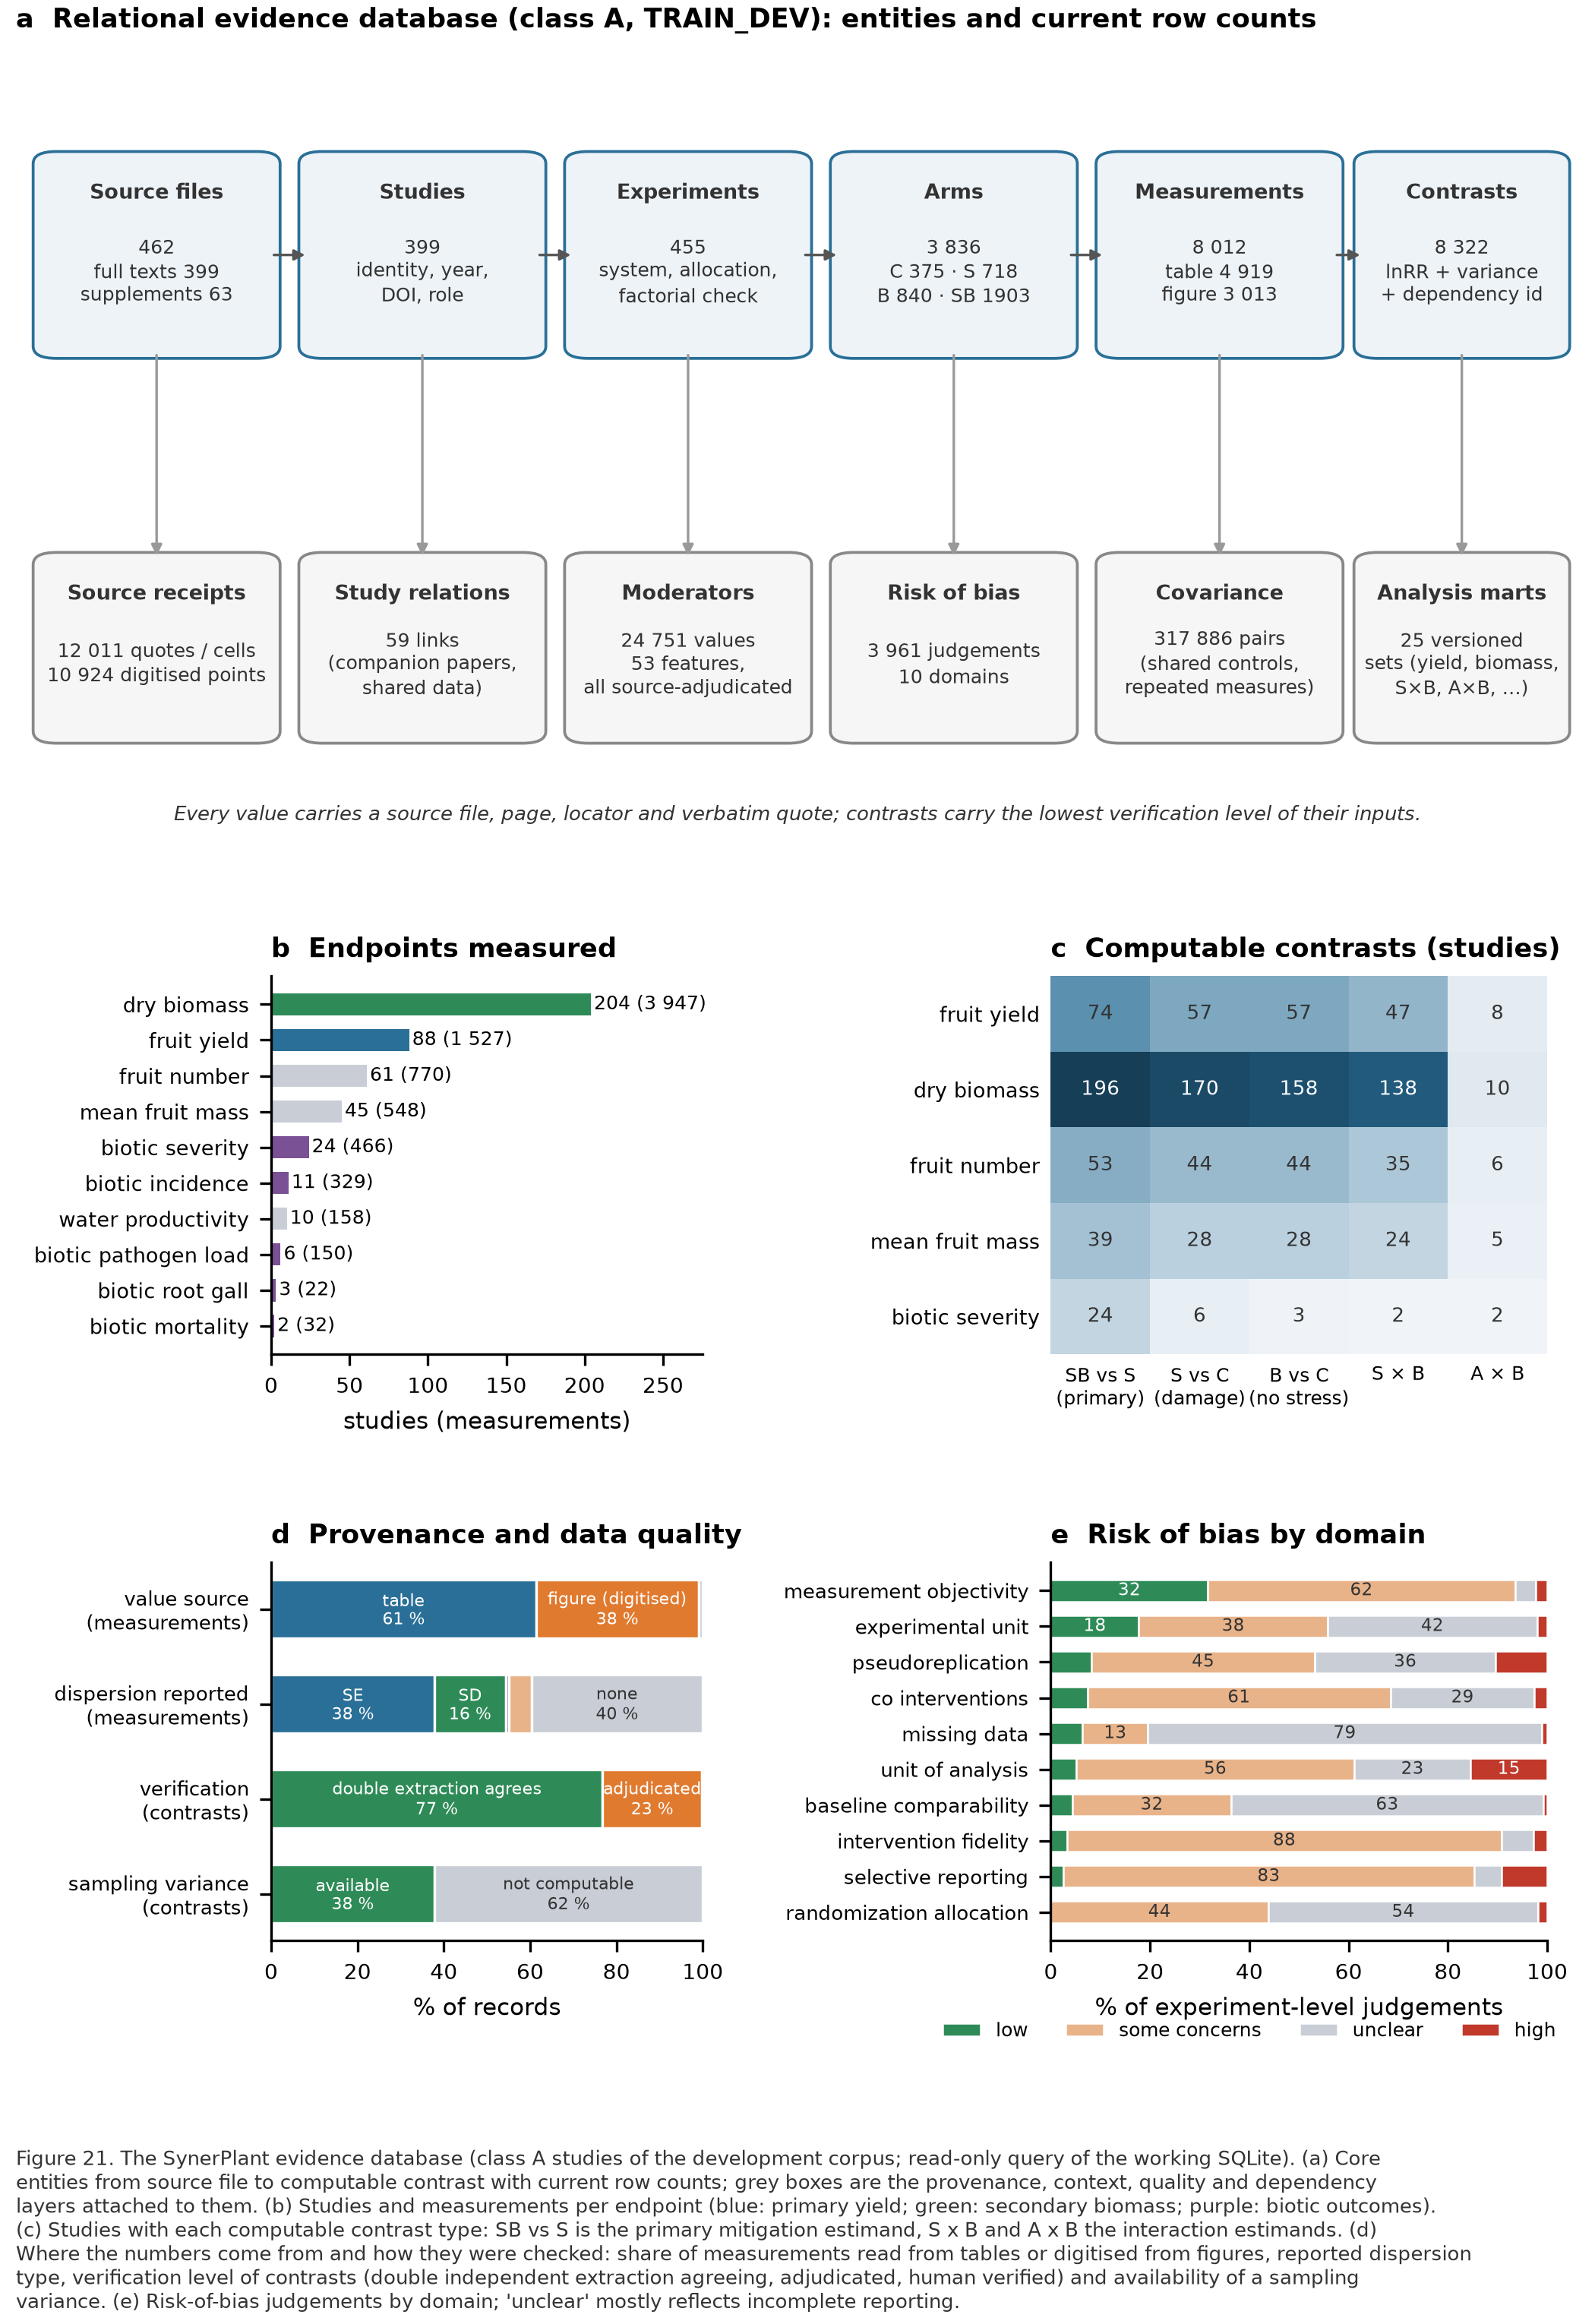 a  Relational evidence database (class A, TRAIN_DEV): entities and current row counts
Source files
462
full texts 399
supplements 63
Studies
399
identity, year,
DOI, role
Experiments
455
system, allocation,
factorial check
Arms
3 836
C 375 · S 718
B 840 · SB 1903
Measurements
8 012
table 4 919
figure 3 013
Contrasts
8 322
lnRR + variance
+ dependency id
Source receipts
12 011 quotes / cells
10 924 digitised points
Study relations
59 links
(companion papers,
shared data)
Moderators
24 751 values
53 features,
all source-adjudicated
Risk of bias
3 961 judgements
10 domains
Covariance
317 886 pairs
(shared controls,
repeated measures)
Analysis marts
25 versioned
sets (yield, biomass,
S×B, A×B, ...)
Every value carries a source file, page, locator and verbatim quote; contrasts carry the lowest verification level of their inputs.
b  Endpoints measured
dry biomass 204 (3 947)
fruit yield 88 (1 527)
fruit number 61 (770)
mean fruit mass 45 (548)
biotic severity 24 (466)
biotic incidence 11 (329)
water productivity 10 (158)
biotic pathogen load 6 (150)
biotic root gall 3 (22)
biotic mortality 2 (32)
0 50 100 150 200 250
studies (measurements)
c  Computable contrasts (studies)
fruit yield 74 57 57 47 8
dry biomass 196 170 158 138 10
fruit number 53 44 44 35 6
mean fruit mass 39 28 28 24 5
biotic severity 24 6 3 2 2
SB vs S S vs C B vs C S × B A × B
(primary) (damage) (no stress)
d  Provenance and data quality
value source
(measurements)
table
61 %
figure (digitised)
38 %
dispersion reported
(measurements)
SE
38 %
SD
16 %
none
40 %
verification
(contrasts)
double extraction agrees
77 %
adjudicated
23 %
sampling variance
(contrasts)
available
38 %
not computable
62 %
0 20 40 60 80 100
% of records
e  Risk of bias by domain
measurement objectivity 32 62
experimental unit 18 38 42
pseudoreplication 45 36
co interventions 61 29
missing data 13 79
unit of analysis 56 23 15
baseline comparability 32 63
intervention fidelity 88
selective reporting 83
randomization allocation 44 54
0 20 40 60 80 100
% of experiment-level judgements
low some concerns unclear high
Figure 21. The SynerPlant evidence database (class A studies of the development corpus; read-only query of the working SQLite). (a) Core
entities from source file to computable contrast with current row counts; grey boxes are the provenance, context, quality and dependency
layers attached to them. (b) Studies and measurements per endpoint (blue: primary yield; green: secondary biomass; purple: biotic outcomes).
(c) Studies with each computable contrast type: SB vs S is the primary mitigation estimand, S x B and A x B the interaction estimands. (d)
Where the numbers come from and how they were checked: share of measurements read from tables or digitised from figures, reported dispersion
type, verification level of contrasts (double independent extraction agreeing, adjudicated, human verified) and availability of a sampling
variance. (e) Risk-of-bias judgements by domain; 'unclear' mostly reflects incomplete reporting.